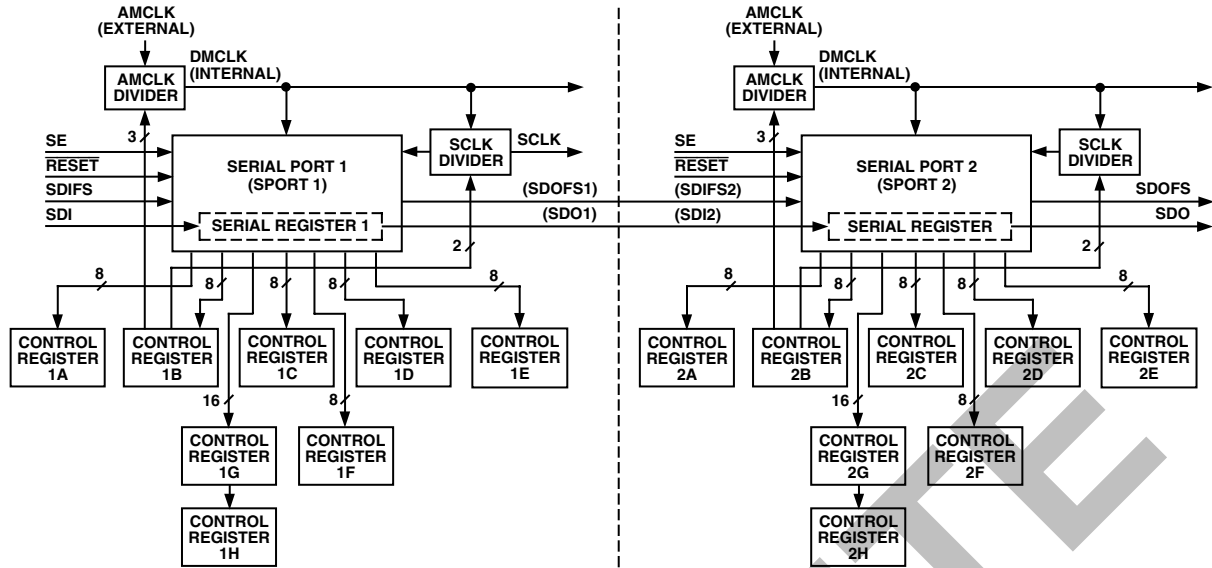 AMCLK
(EXTERNAL)
DMCLK
(INTERNAL)
AMCLK
DIVIDER
3
SE
RESET
SDIFS
SDI
SERIAL PORT 1
(SPORT 1)
SERIAL REGISTER 1
SCLK
DIVIDER
SCLK
2
(SDOFS1)
(SDO1)
8
8
8
8
8
CONTROL
REGISTER
1A
CONTROL
REGISTER
1B
CONTROL
REGISTER
1C
CONTROL
REGISTER
1D
CONTROL
REGISTER
1E
16
8
CONTROL
REGISTER
1G
CONTROL
REGISTER
1F
CONTROL
REGISTER
1H
AMCLK
(EXTERNAL)
DMCLK
(INTERNAL)
AMCLK
DIVIDER
3
SE
RESET
(SDIFS2)
(SDI2)
SERIAL PORT 2
(SPORT 2)
SERIAL REGISTER
SCLK
DIVIDER
SDOFS
SDO
2
8
8
8
8
8
CONTROL
REGISTER
2A
CONTROL
REGISTER
2B
CONTROL
REGISTER
2C
CONTROL
REGISTER
2D
CONTROL
REGISTER
2E
16
8
CONTROL
REGISTER
2G
CONTROL
REGISTER
2F
CONTROL
REGISTER
2H
TE